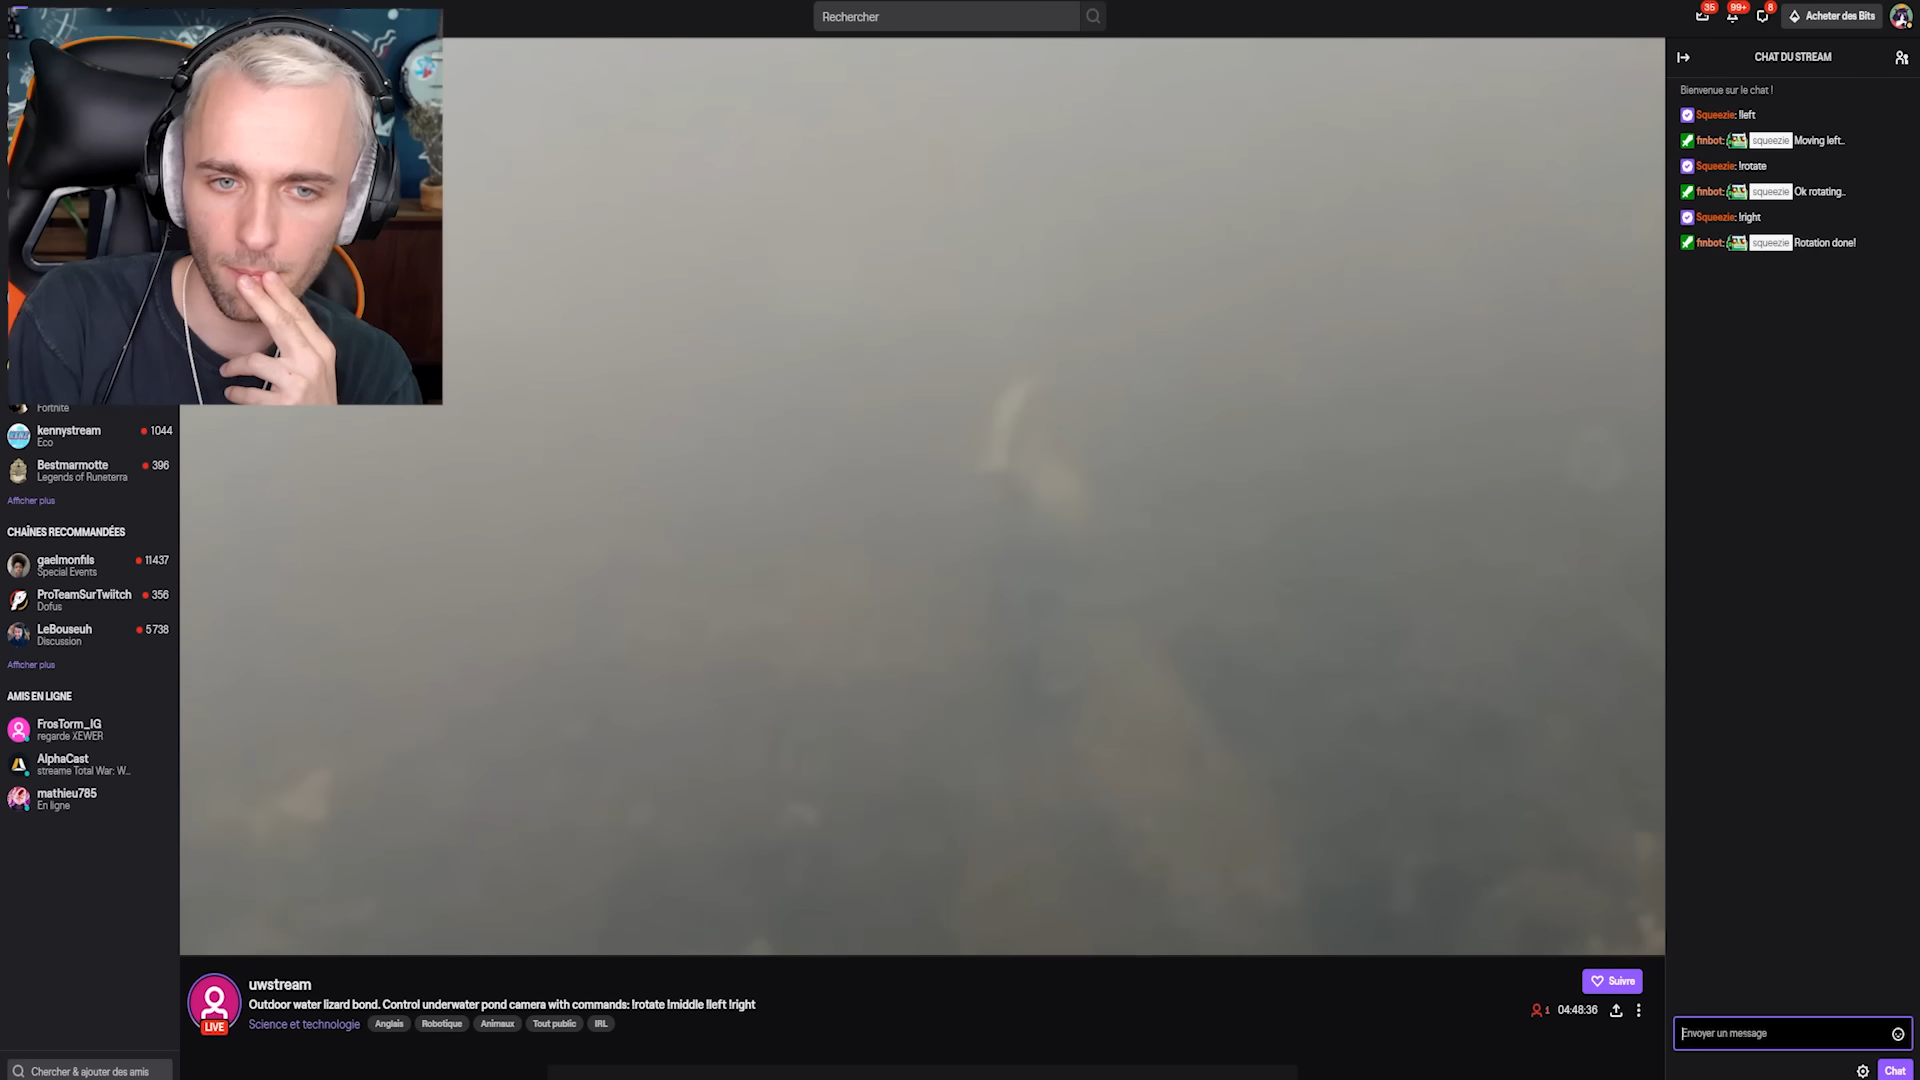 Rechercher
35
99+
8
Acheter des Bits
CHAT DU STREAM
Bienvenue sur le chat !
Squeezie: !left
fnnbot: squeezie Moving left..
Squeezie: !rotate
fnnbot: squeezie Ok rotating..
Squeezie: !right
fnnbot: squeezie Rotation done!
Fortnite
kennystream 1044
Eco
Bestmarmotte 396
Legends of Runeterra
Afficher plus
CHAÎNES RECOMMANDÉES
gaelmonfils 11437
Special Events
ProTeamSurTwiitch 356
Dofus
LeBouseuh 5738
Discussion
Afficher plus
AMIS EN LIGNE
FrosTorm_IG
regarde XEWER
AlphaCast
streame Total War: W...
mathieu785
En ligne
Chercher & ajouter des amis
uwstream
Outdoor water lizard bond. Control underwater pond camera with commands: !rotate !middle !left !right
Science et technologie Anglais Robotique Animaux Tout public IRL
LIVE
Suivre
1 04:48:36
Envoyer un message
Chat